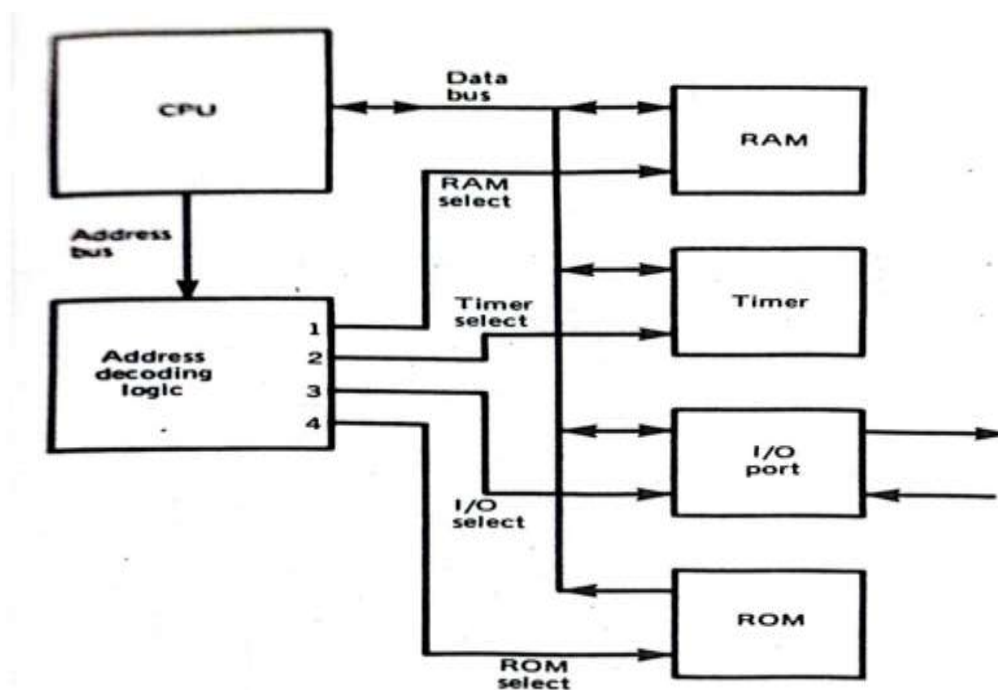 CPU
Data
bus
RAM
RAM
select
Address
bus
Timer
Timer
select
Address
decoding
logic
1
2
3
4
I/O
port
I/O
select
ROM
ROM
select